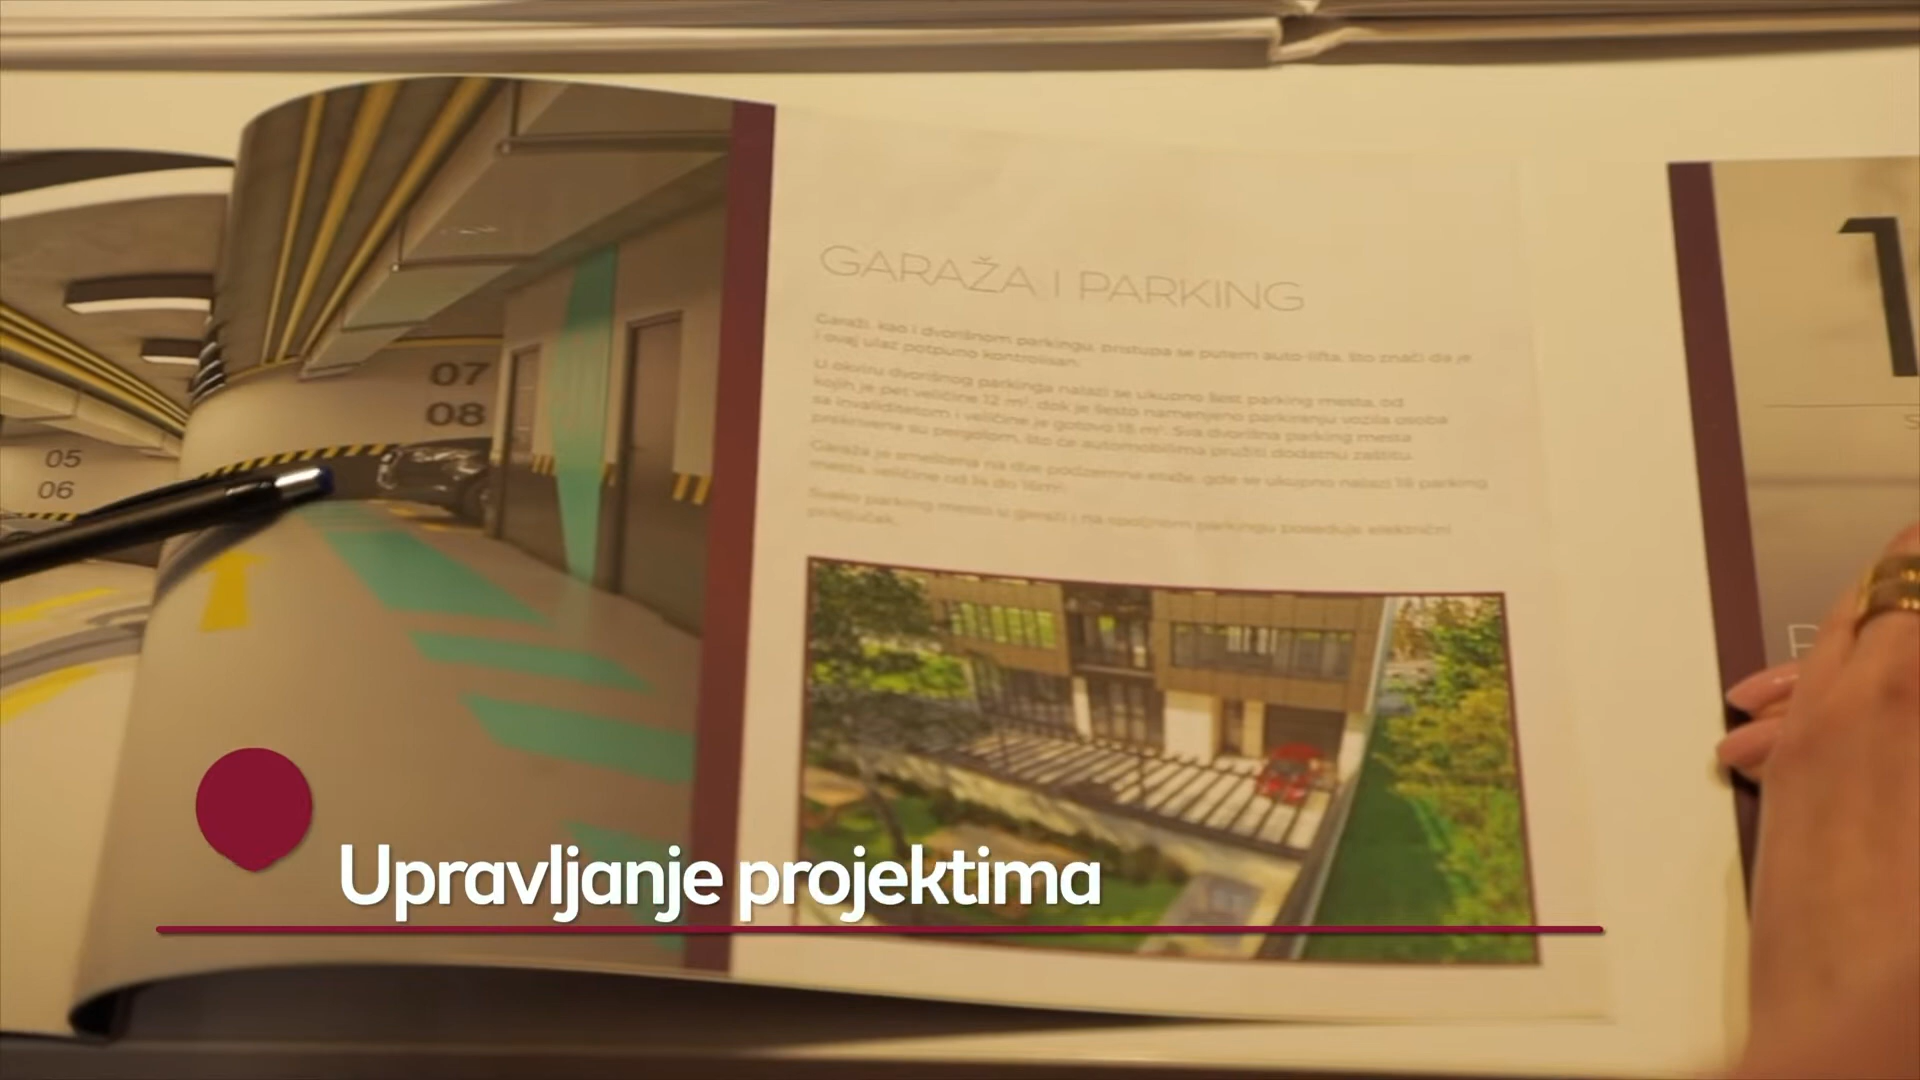 07
08
05
06
GARAŽA I PARKING
Garaži, kao i dvorišnom parkingu, pristupa se putem auto-lifta, što znači da je
i ovaj ulaz potpuno kontrolisan.
U okviru dvorišnog parkinga nalazi se ukupno šest parking mesta, od
kojih je pet veličine 12 m², dok je šesto namenjeno parkiranju vozila osoba
sa invaliditetom i veličine je gotovo 18 m². Sva dvorišna parking mesta
prekrivena su pergolom, što će automobilima pružiti dodatnu zaštitu.
Garaža je smeštena na dve podzemne etaže, gde se ukupno nalazi parking
mesta, veličine od do
Svako parking mesto u garaži i na spoljnom parkingu poseduje električni
priključak.
1
Upravljanje projektima